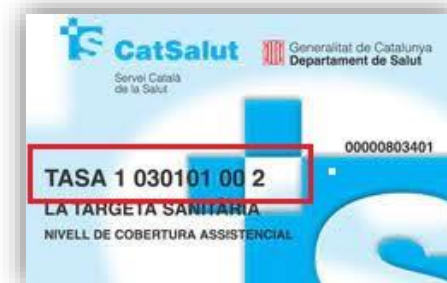 CatSalut
Servei Català
de la Salut
Generalitat de Catalunya
Departament de Salut
00000803401
TASA 1 030101 00 2
LA TARGETA SANITÀRIA
NIVELL DE COBERTURA ASSISTENCIAL